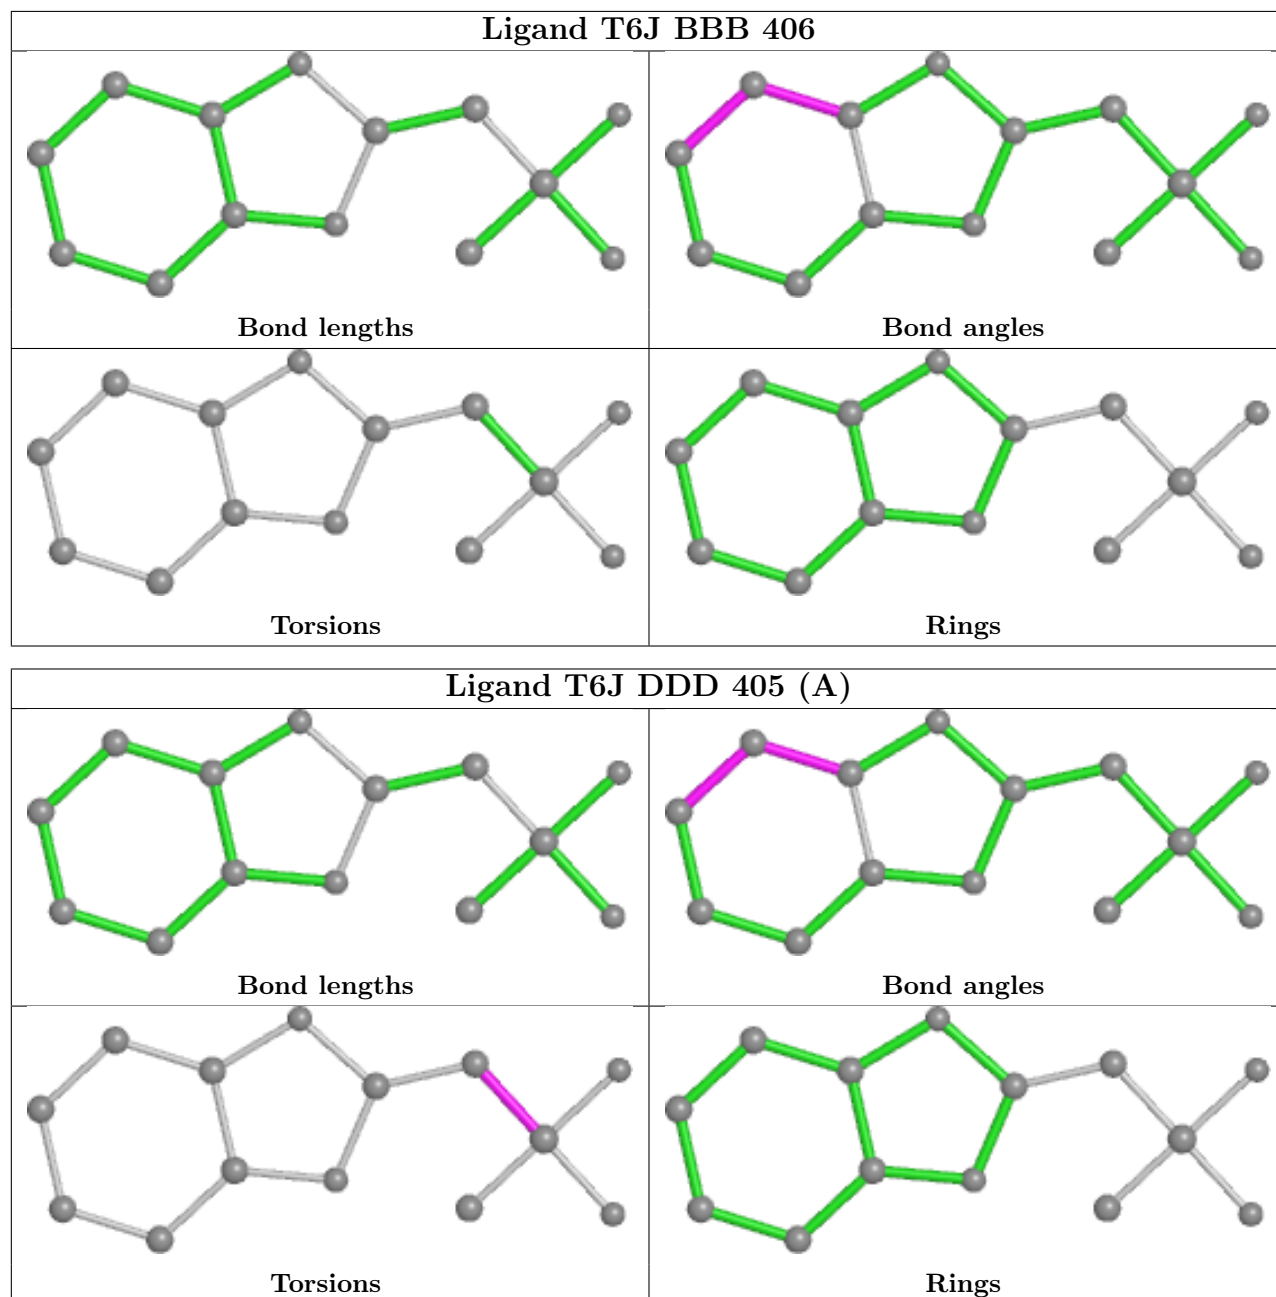 Ligand T6J BBB 406
Bond lengths
Bond angles
Torsions
Rings
Ligand T6J DDD 405 (A)
Bond lengths
Bond angles
Torsions
Rings